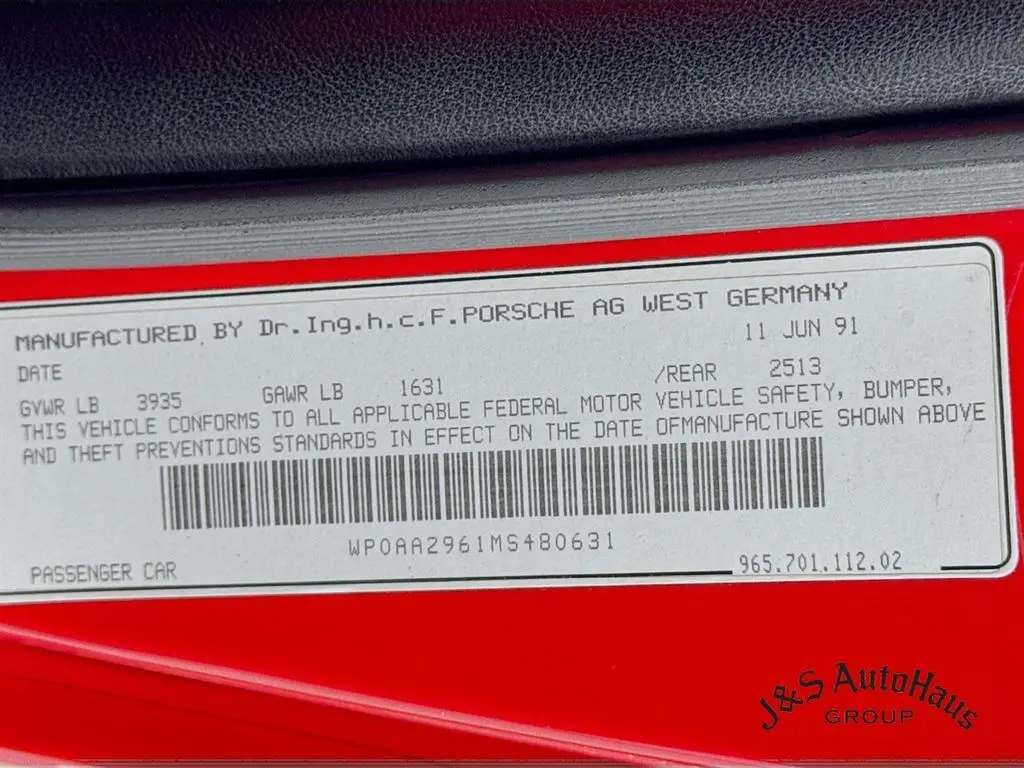 MANUFACTURED BY Dr.Ing.h.c.F.PORSCHE AG WEST GERMANY
DATE 11 JUN 91
GVWR LB 3935 GAWR LB 1631 /REAR 2513
THIS VEHICLE CONFORMS TO ALL APPLICABLE FEDERAL MOTOR VEHICLE SAFETY, BUMPER,
AND THEFT PREVENTIONS STANDARDS IN EFFECT ON THE DATE OFMANUFACTURE SHOWN ABOVE
WP0AA2961MS480631
PASSENGER CAR 965.701.112.02
J&S AutoHaus
GROUP